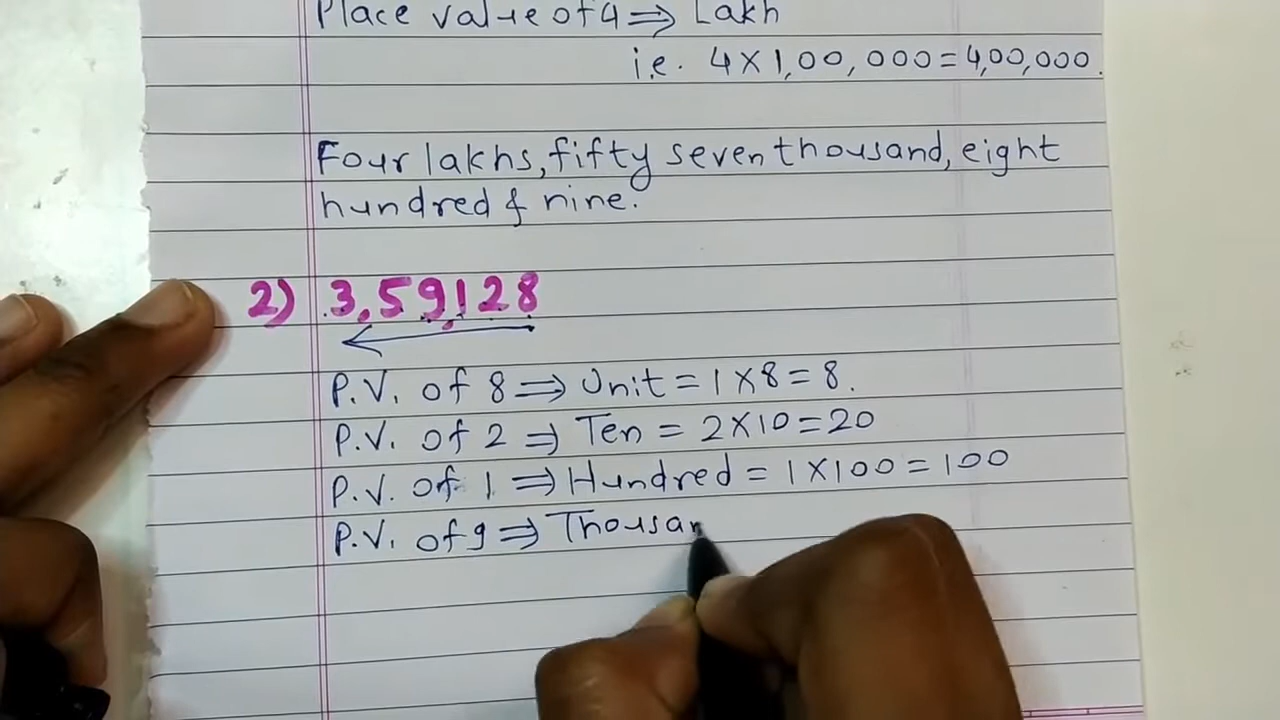 Place value of 4 ⇒ Lakh
i.e. 4 × 1,00,000 = 4,00,000.
Four lakhs, fifty seven thousand, eight
hundred & nine.
2) 3,59,128
P.V. of 8 ⇒ Unit = 1 × 8 = 8.
P.V. of 2 ⇒ Ten = 2 × 10 = 20
P.V. of 1 ⇒ Hundred = 1 × 100 = 100
P.V. of 9 ⇒ Thousan